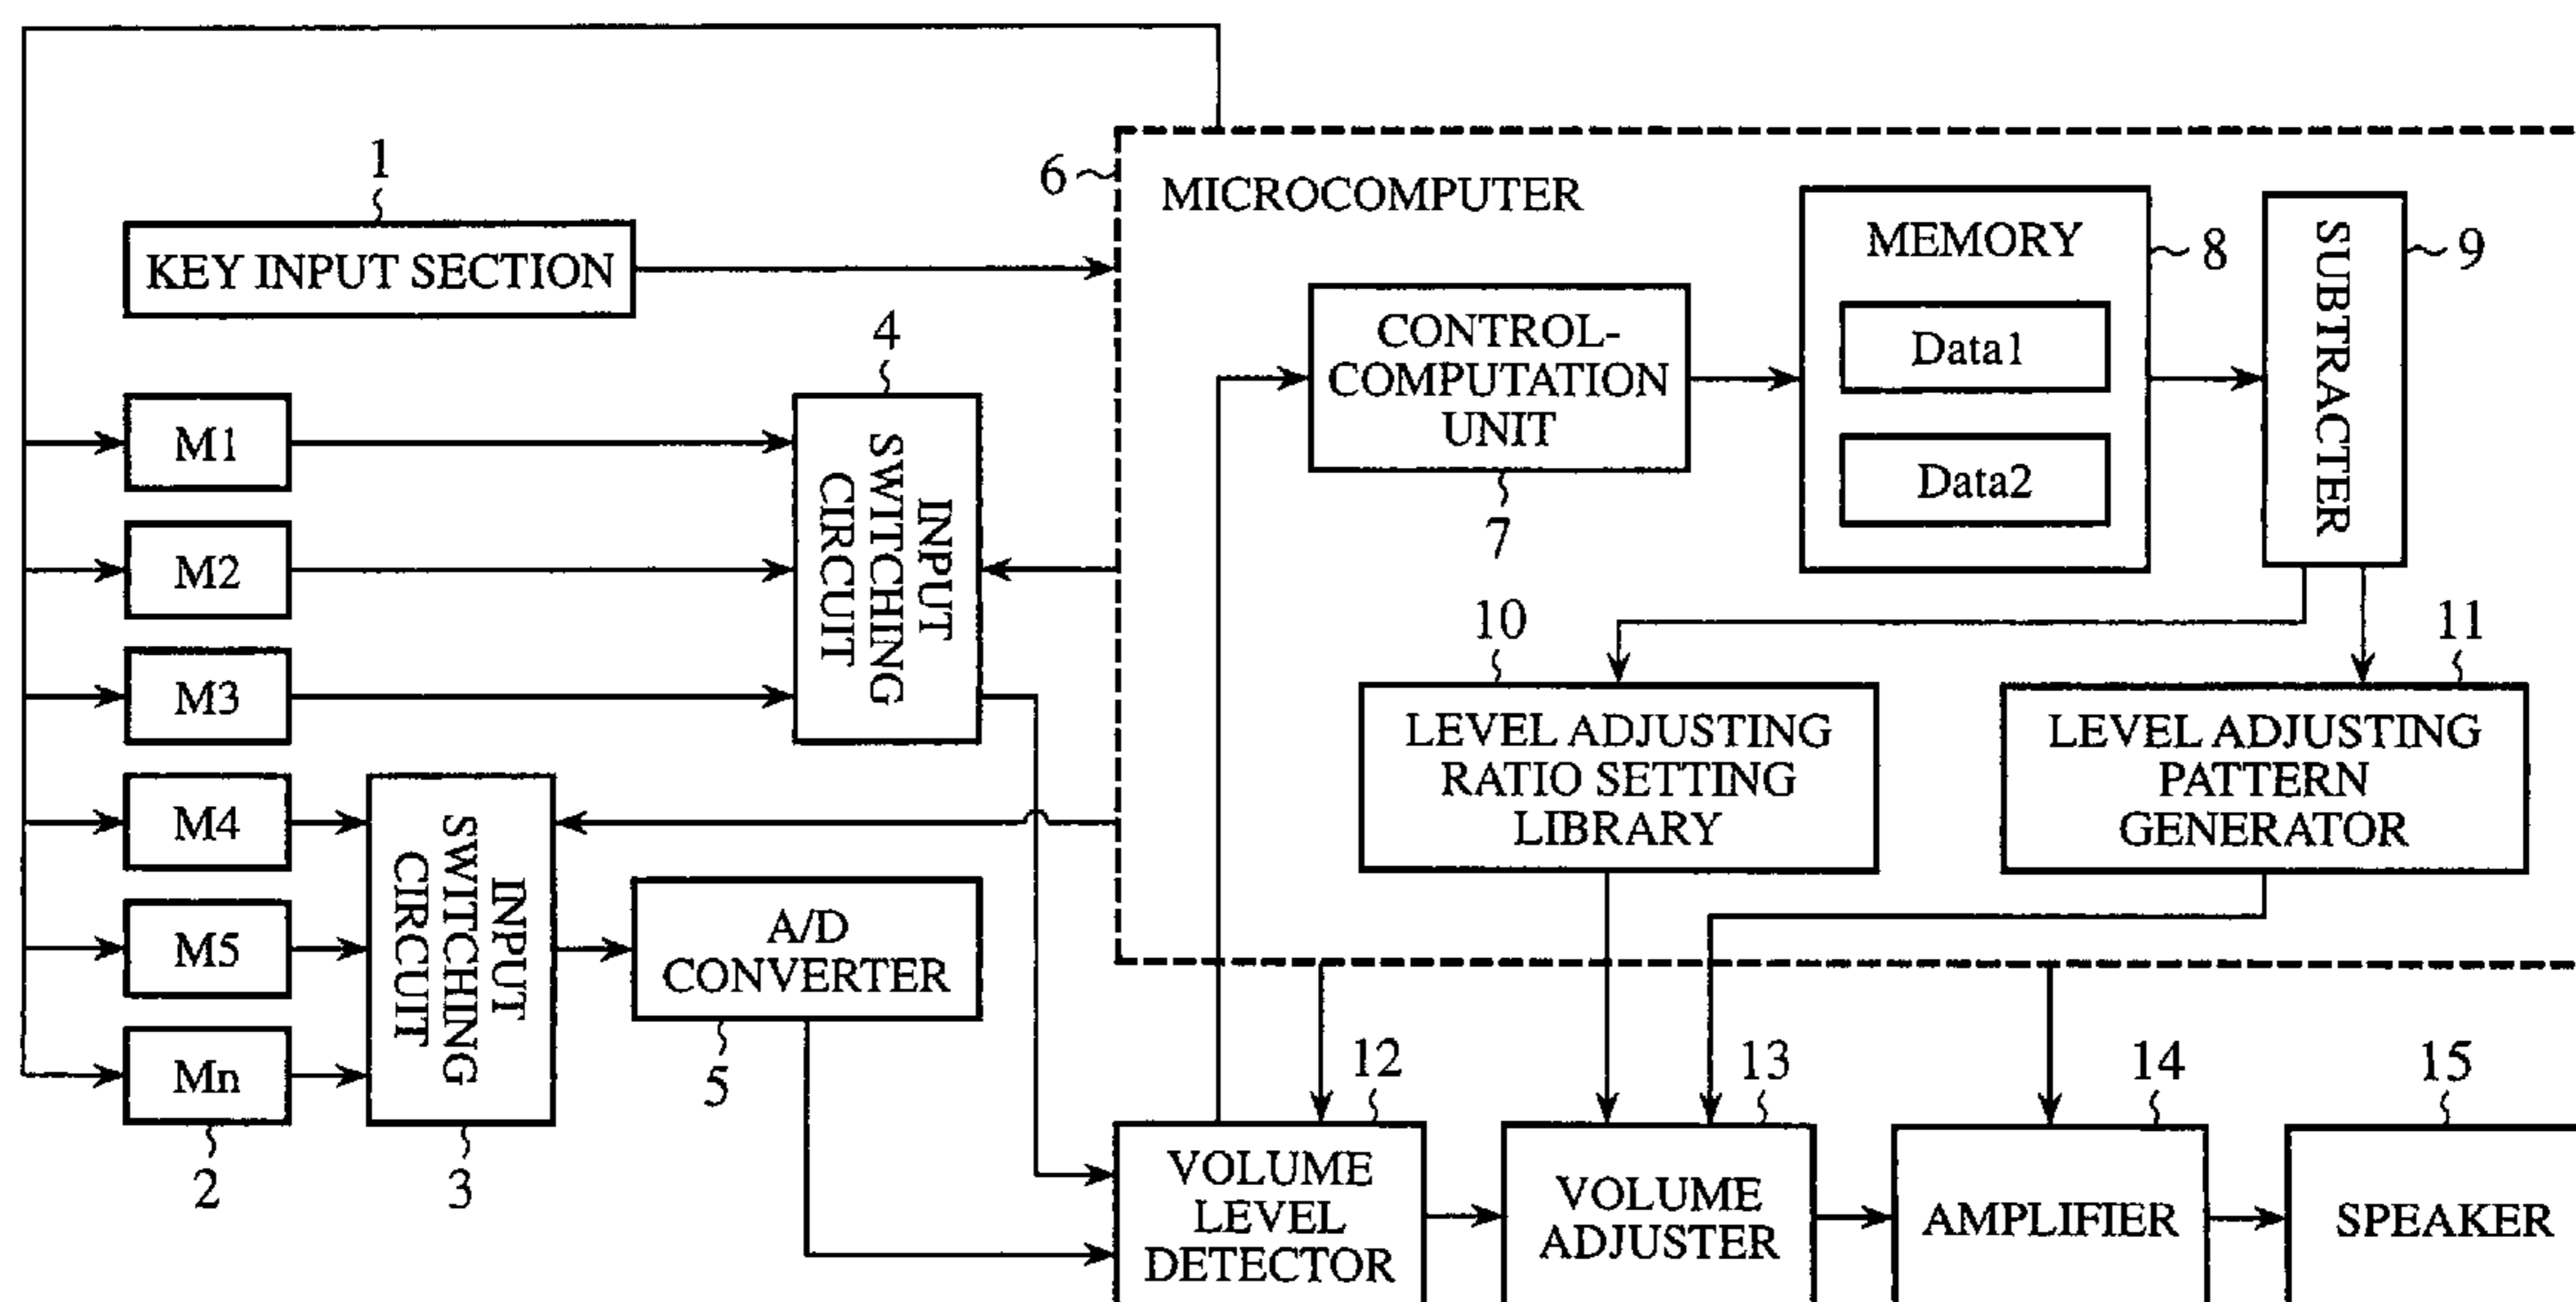 1
KEY INPUT SECTION
M1
M2
M3
M4
M5
Mn
2
INPUT
SWITCHING
CIRCUIT
3
4
INPUT
SWITCHING
CIRCUIT
A/D
CONVERTER
5
6
MICROCOMPUTER
CONTROL-
COMPUTATION
UNIT
7
MEMORY
Data1
Data2
8
SUBTRACTER
9
10
LEVEL ADJUSTING
RATIO SETTING
LIBRARY
11
LEVEL ADJUSTING
PATTERN
GENERATOR
12
VOLUME
LEVEL
DETECTOR
13
VOLUME
ADJUSTER
14
AMPLIFIER
15
SPEAKER